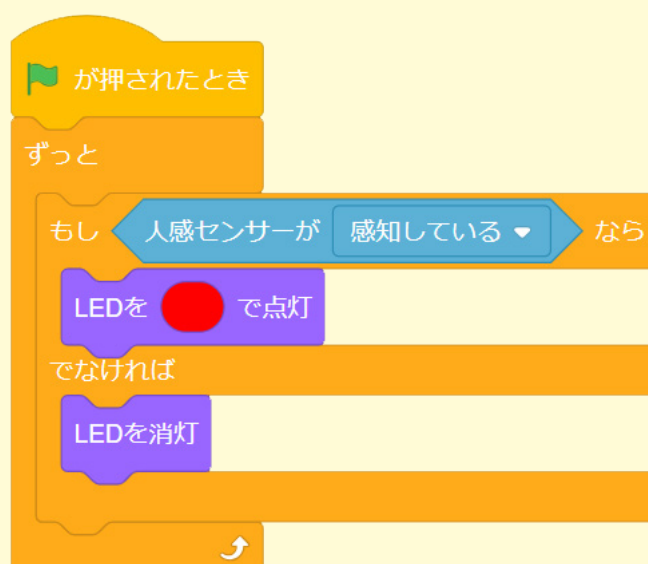 が押されたとき
ずっと
もし 人感センサーが 感知している なら
LEDを で点灯
でなければ
LEDを消灯